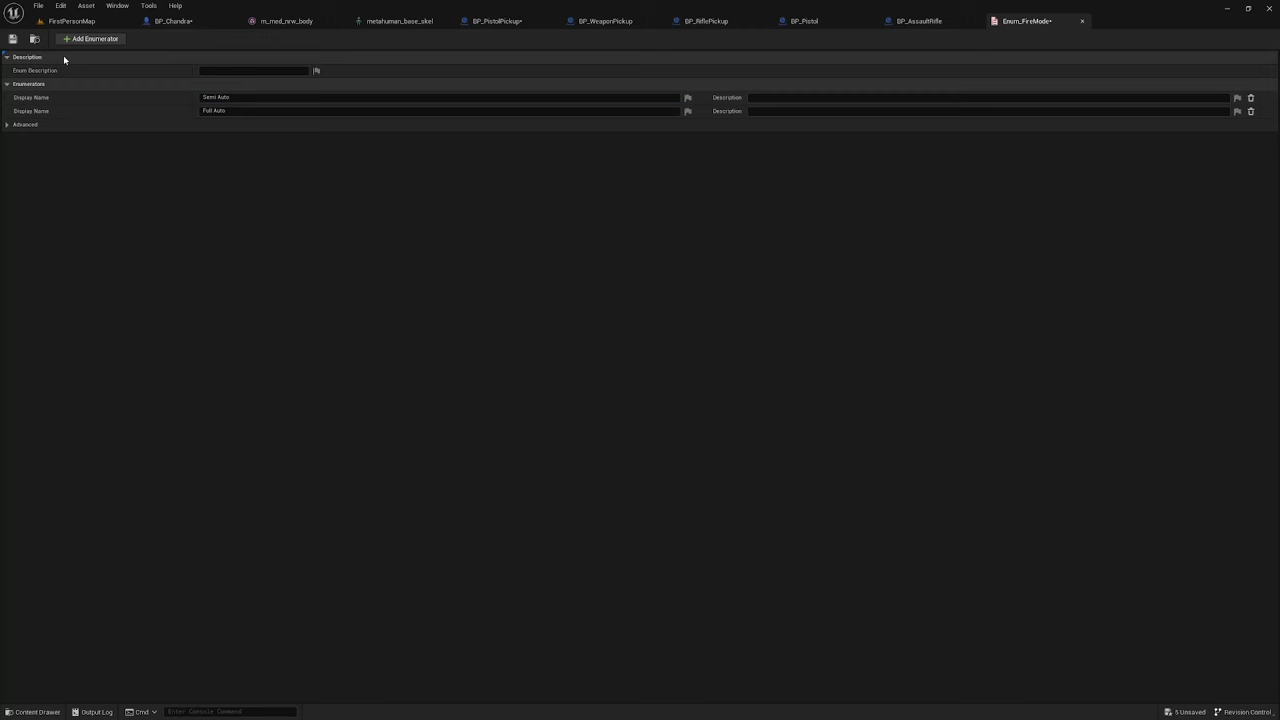 File Edit Asset Window Tools Help
FirstPersonMap BP_Chandra* m_med_nrw_body metahuman_base_skel BP_PistolPickup* BP_WeaponPickup BP_RiflePickup BP_Pistol BP_AssaultRifle Enum_FireMode*
Add Enumerator
Description
Enum Description
Enumerators
Display Name Semi Auto Description
Display Name Full Auto Description
Advanced
Content Drawer Output Log Cmd Enter Console Command 5 Unsaved Revision Control